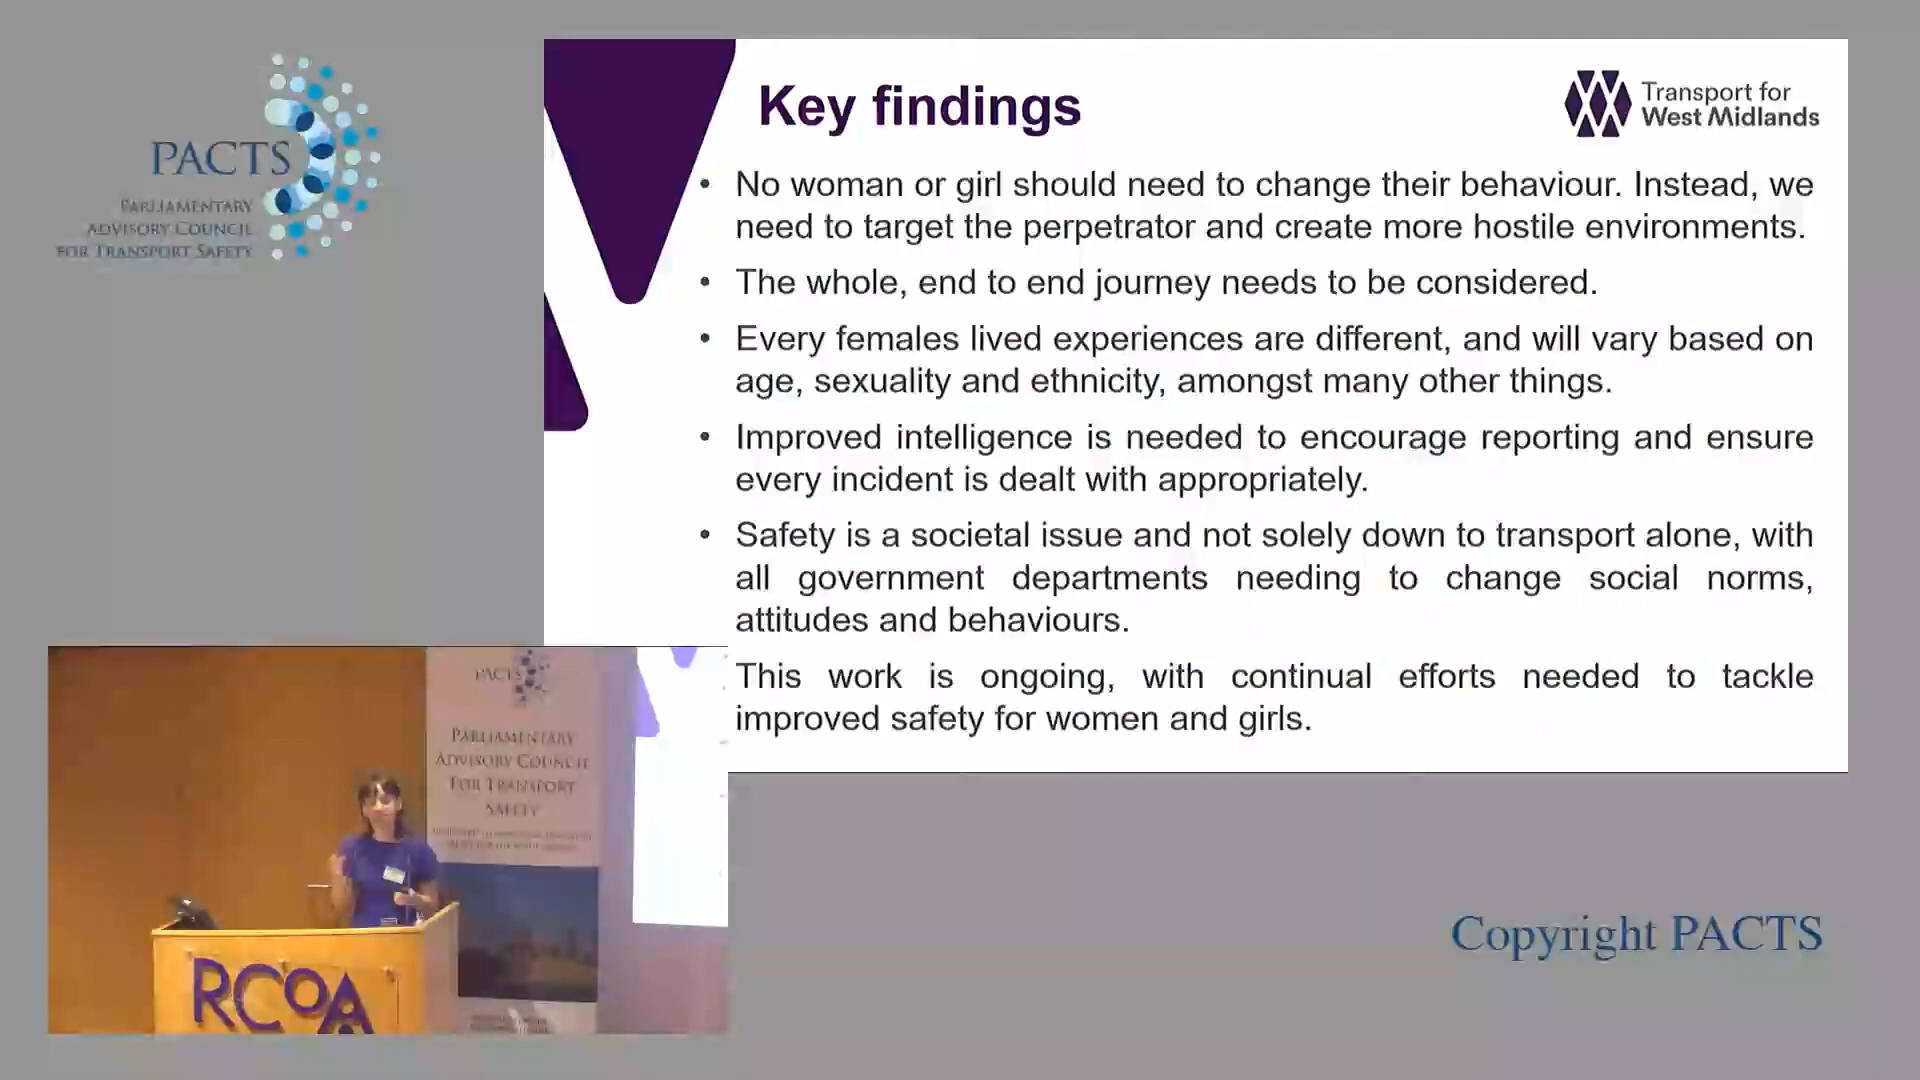 PACTS
PARLIAMENTARY
ADVISORY COUNCIL
FOR TRANSPORT SAFETY
Key findings
Transport for
West Midlands
• No woman or girl should need to change their behaviour. Instead, we
need to target the perpetrator and create more hostile environments.
• The whole, end to end journey needs to be considered.
• Every females lived experiences are different, and will vary based on
age, sexuality and ethnicity, amongst many other things.
• Improved intelligence is needed to encourage reporting and ensure
every incident is dealt with appropriately.
• Safety is a societal issue and not solely down to transport alone, with
all government departments needing to change social norms,
attitudes and behaviours.
This work is ongoing, with continual efforts needed to tackle
improved safety for women and girls.
PACTS
PARLIAMENTARY
ADVISORY COUNCIL
FOR TRANSPORT
SAFETY
RCOA
Copyright PACTS